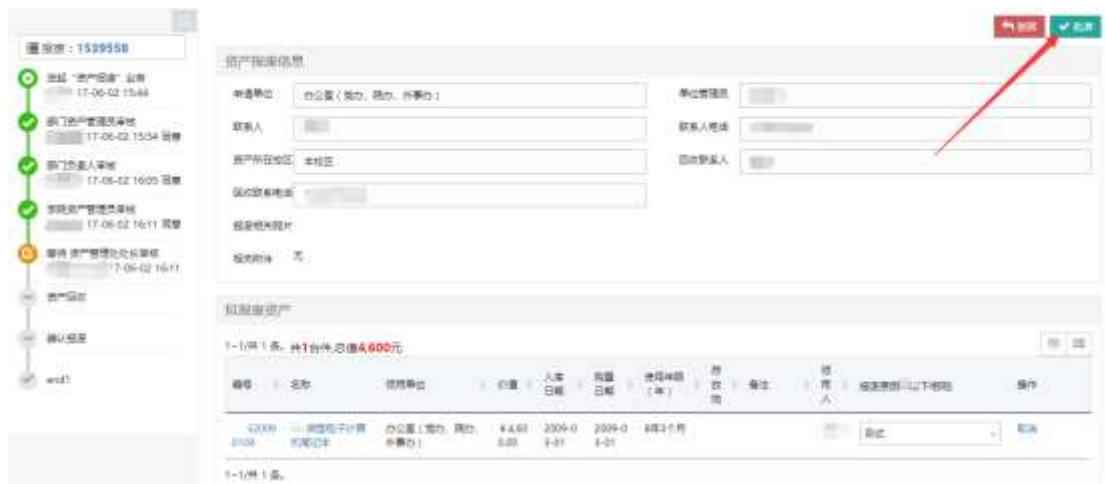 报废：1539558
发起 "资产报废" 业务
17-06-02 15:44
部门资产管理员审核
17-06-02 15:54 同意
部门负责人审核
17-06-02 16:05 同意
学院资产管理员审核
17-06-02 16:11 同意
等待 资产管理处处长审核
7-06-02 16:11
资产回收
确认报废
end1
批准
资产报废信息
申请单位 办公室（党办、院办、外事办）
单位管理员
联系人
联系人电话
资产所在校区 本校区
回收联系人
回收联系电话
报废相关照片
相关附件 无
拟报废资产
1-1/共 1 条。共1台件,总值4,600元
编号 名称 使用单位 价值 入库日期 购置日期 使用年限（年） 存放地 备注 使用人 操作
办公室（党办、院办、外事办） 2009-0 2009-0 8年3个月 测试 取消
1-1/共 1 条。